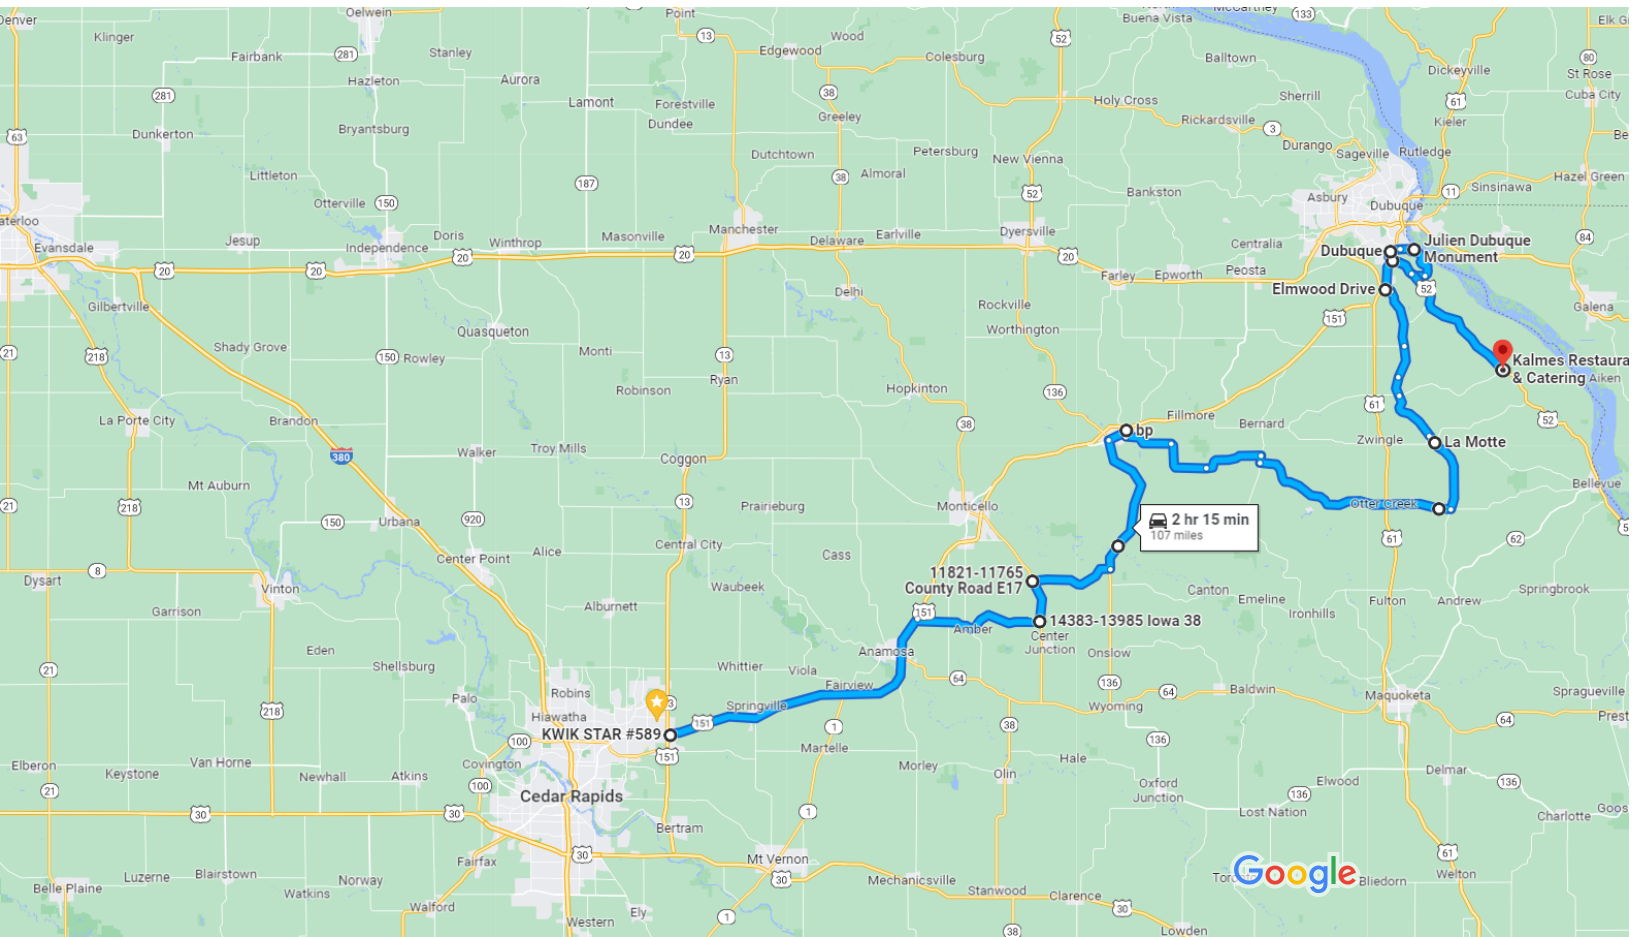 Denver
Klinger
Oelwein
Point
13
Edgewood
Wood
52
Colesburg
Buena Vista
McCartney
133
Elk G
80
St Rose
Cuba City
Dickeyville
61
Kieler
Balltown
Sherrill
Holy Cross
Rickardsville
3
Durango
Sageville
Rutledge
Fairbank
281
Stanley
Hazleton
Aurora
281
Lamont
Forestville
Dundee
38
Greeley
Dunkerton
Bryantsburg
63
Dutchtown
Petersburg
New Vienna
38
Almoral
52
Bankston
Asbury
Dubuque
11
Sinsinawa
Hazel Green
Littleton
187
Otterville
150
aterloo
Evansdale
Jesup
Independence
Doris
Winthrop
Masonville
Manchester
Delaware
Earlville
Dyersville
20
20
20
20
20
Farley
Epworth
Peosta
Centralia
84
Dubuque
Julien Dubuque
Monument
52
Elmwood Drive
Galena
Gilbertville
Delhi
Rockville
Worthington
151
Quasqueton
21
218
Shady Grove
150
Rowley
Monti
13
Ryan
Robinson
Hopkinton
136
Kalmes Restaura
& Catering
Aiken
61
52
La Porte City
Brandon
38
Fillmore
Bernard
bp
Zwingle
La Motte
380
Walker
Troy Mills
Coggon
Mt Auburn
Bellevue
21
218
150
Urbana
920
13
Prairieburg
Monticello
Otter Creek
2 hr 15 min
107 miles
61
62
Central City
Cass
Center Point
Alice
Dysart
8
Vinton
Waubeek
11821-11765
County Road E17
Canton
Emeline
Ironhills
Fulton
Andrew
Springbrook
Garrison
Alburnett
151
Amber
14383-13985 Iowa 38
Center
Junction
Anamosa
Onslow
38
Eden
Shellsburg
Whittier
Viola
64
136
64
Baldwin
Maquoketa
Spragueville
Fairview
Wyoming
Palo
Robins
218
Hiawatha
Springville
151
1
38
64
Prest
KWIK STAR #589
100
151
Martelle
136
Covington
Hale
Morley
Olin
Elberon
Keystone
Van Horne
Newhall
Atkins
100
Oxford
Junction
136
Elwood
Delmar
136
21
Cedar Rapids
Lost Nation
Charlotte
Goos
30
30
1
Bertram
30
Fairfax
Mt Vernon
30
61
Google
Bliedorn
Welton
Belle Plaine
Luzerne
Blairstown
Watkins
Norway
Walford
Ely
Western
1
Mechanicsville
Stanwood
Clarence
30
38
Lowden